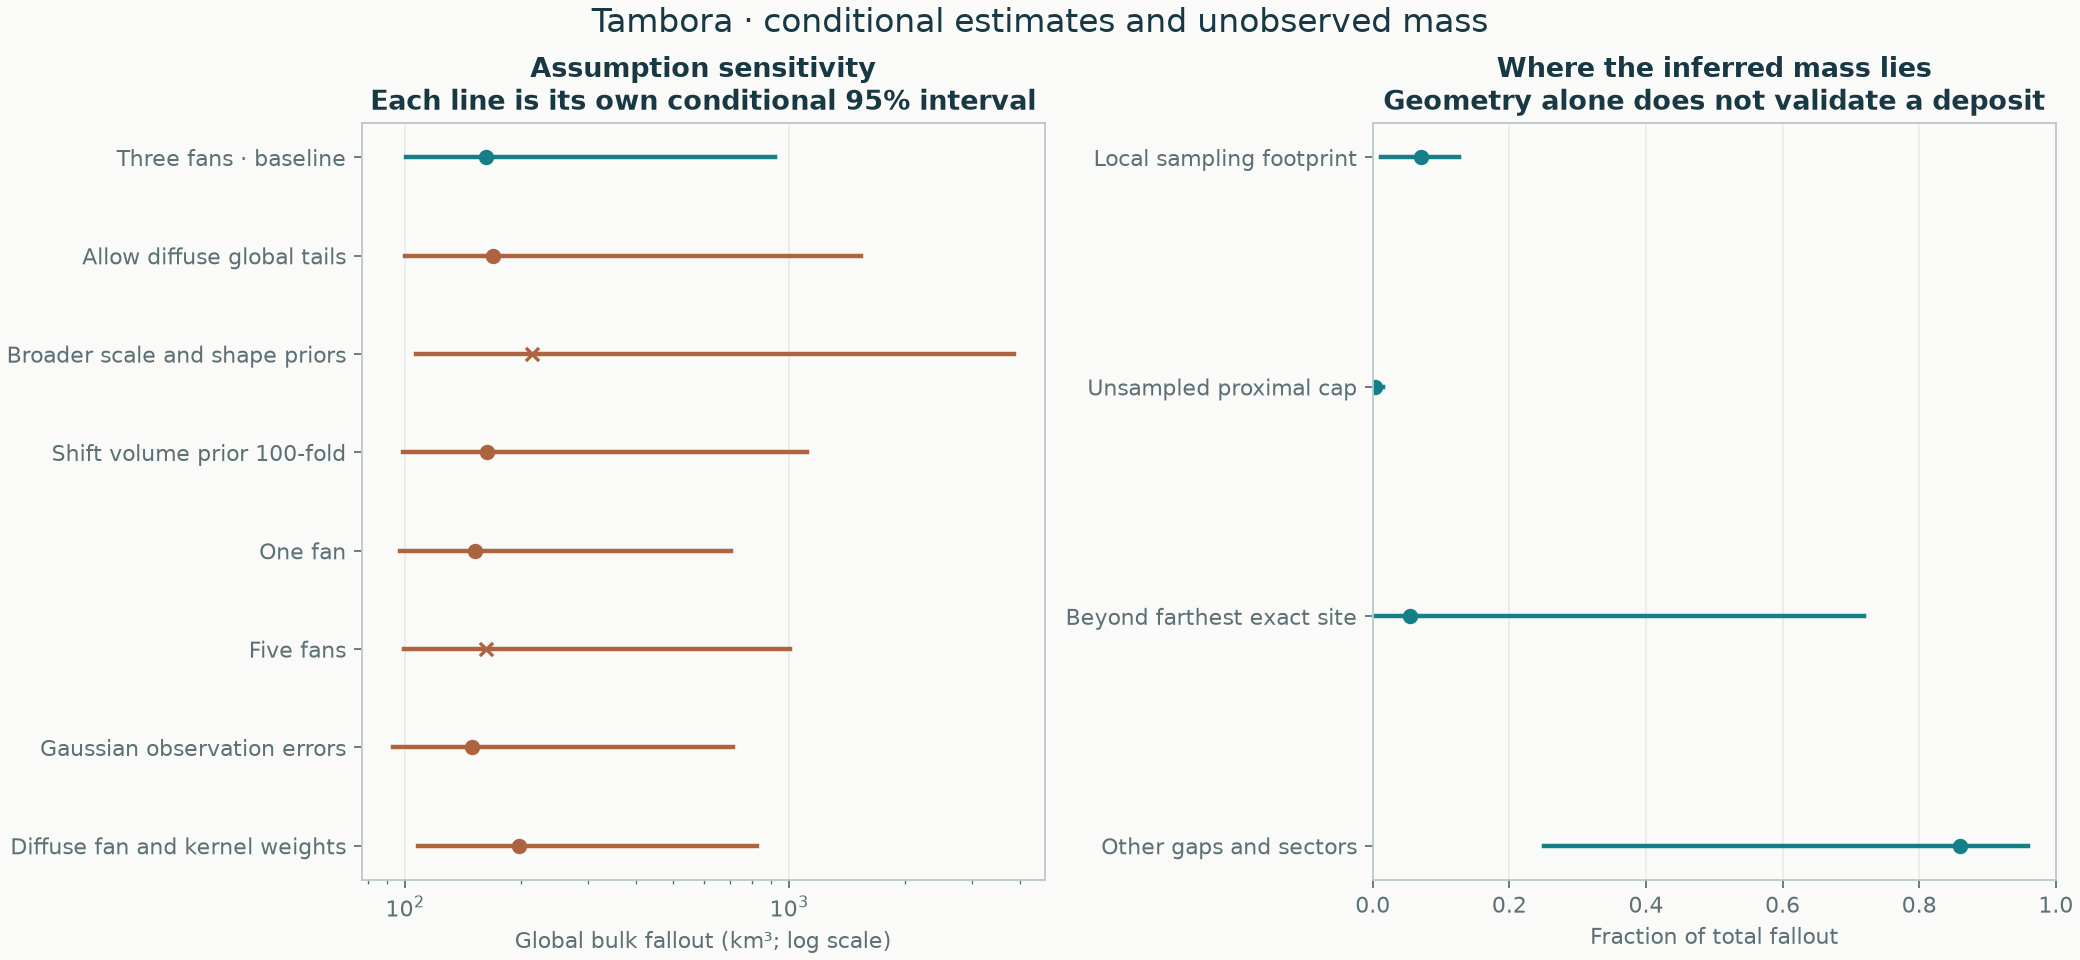 Tambora · conditional estimates and unobserved mass
Assumption sensitivity
Each line is its own conditional 95% interval
Three fans · baseline
Allow diffuse global tails
Broader scale and shape priors
Shift volume prior 100-fold
One fan
Five fans
Gaussian observation errors
Diffuse fan and kernel weights
10² 10³
Global bulk fallout (km³; log scale)
Where the inferred mass lies
Geometry alone does not validate a deposit
Local sampling footprint
Unsampled proximal cap
Beyond farthest exact site
Other gaps and sectors
0.0 0.2 0.4 0.6 0.8 1.0
Fraction of total fallout